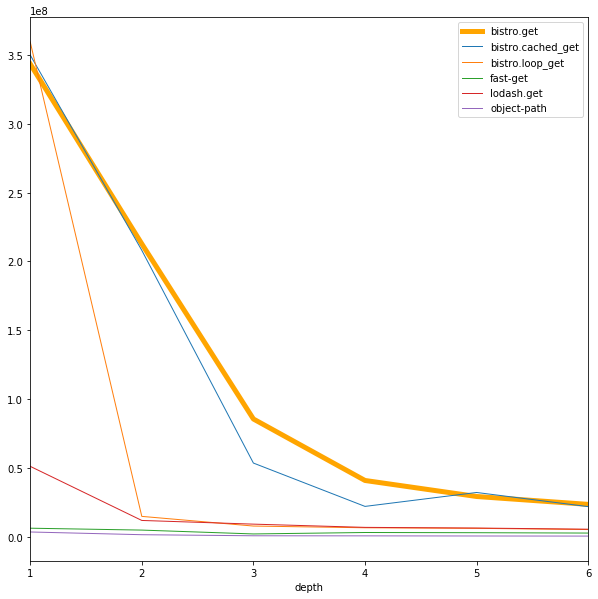 1e8
3.5
3.0
2.5
2.0
1.5
1.0
0.5
0.0
1 2 3 4 5 6
depth
bistro.get
bistro.cached_get
bistro.loop_get
fast-get
lodash.get
object-path